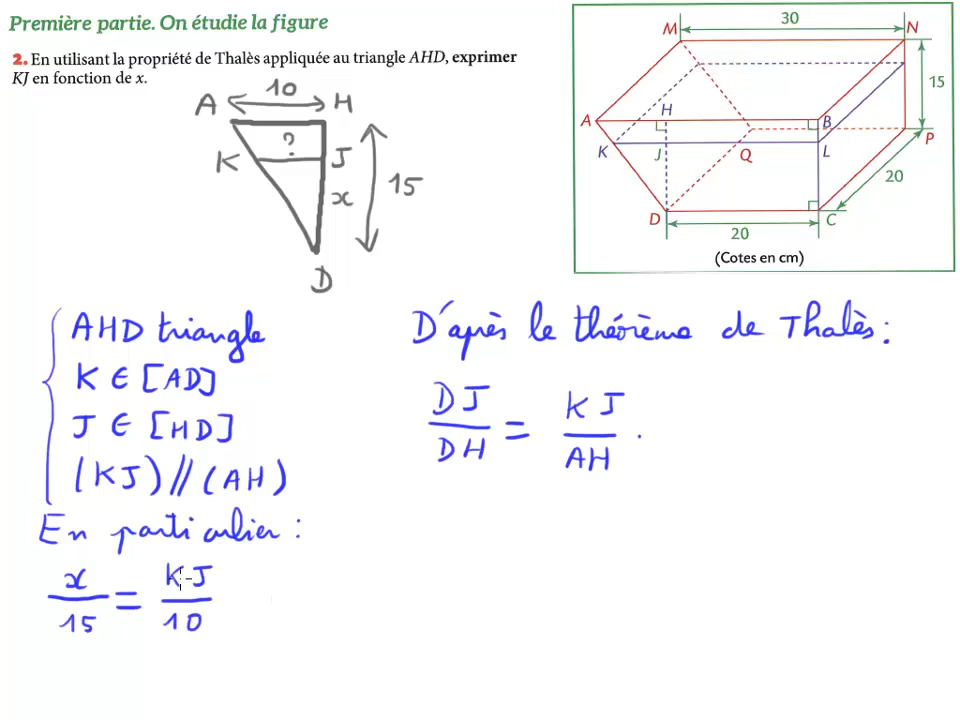 Première partie. On étudie la figure
2. En utilisant la propriété de Thalès appliquée au triangle AHD, exprimer
KJ en fonction de x.
A 10 H
K ? J
x 15
D
30
M N
15
A H B
K J L Q P
20
D C
20
(Cotes en cm)
AHD triangle
K ∈ [AD]
J ∈ [HD]
(KJ) // (AH)
D'après le théorème de Thalès :
DJ/DH = KJ/AH .
En particulier :
x/15 = KJ/10